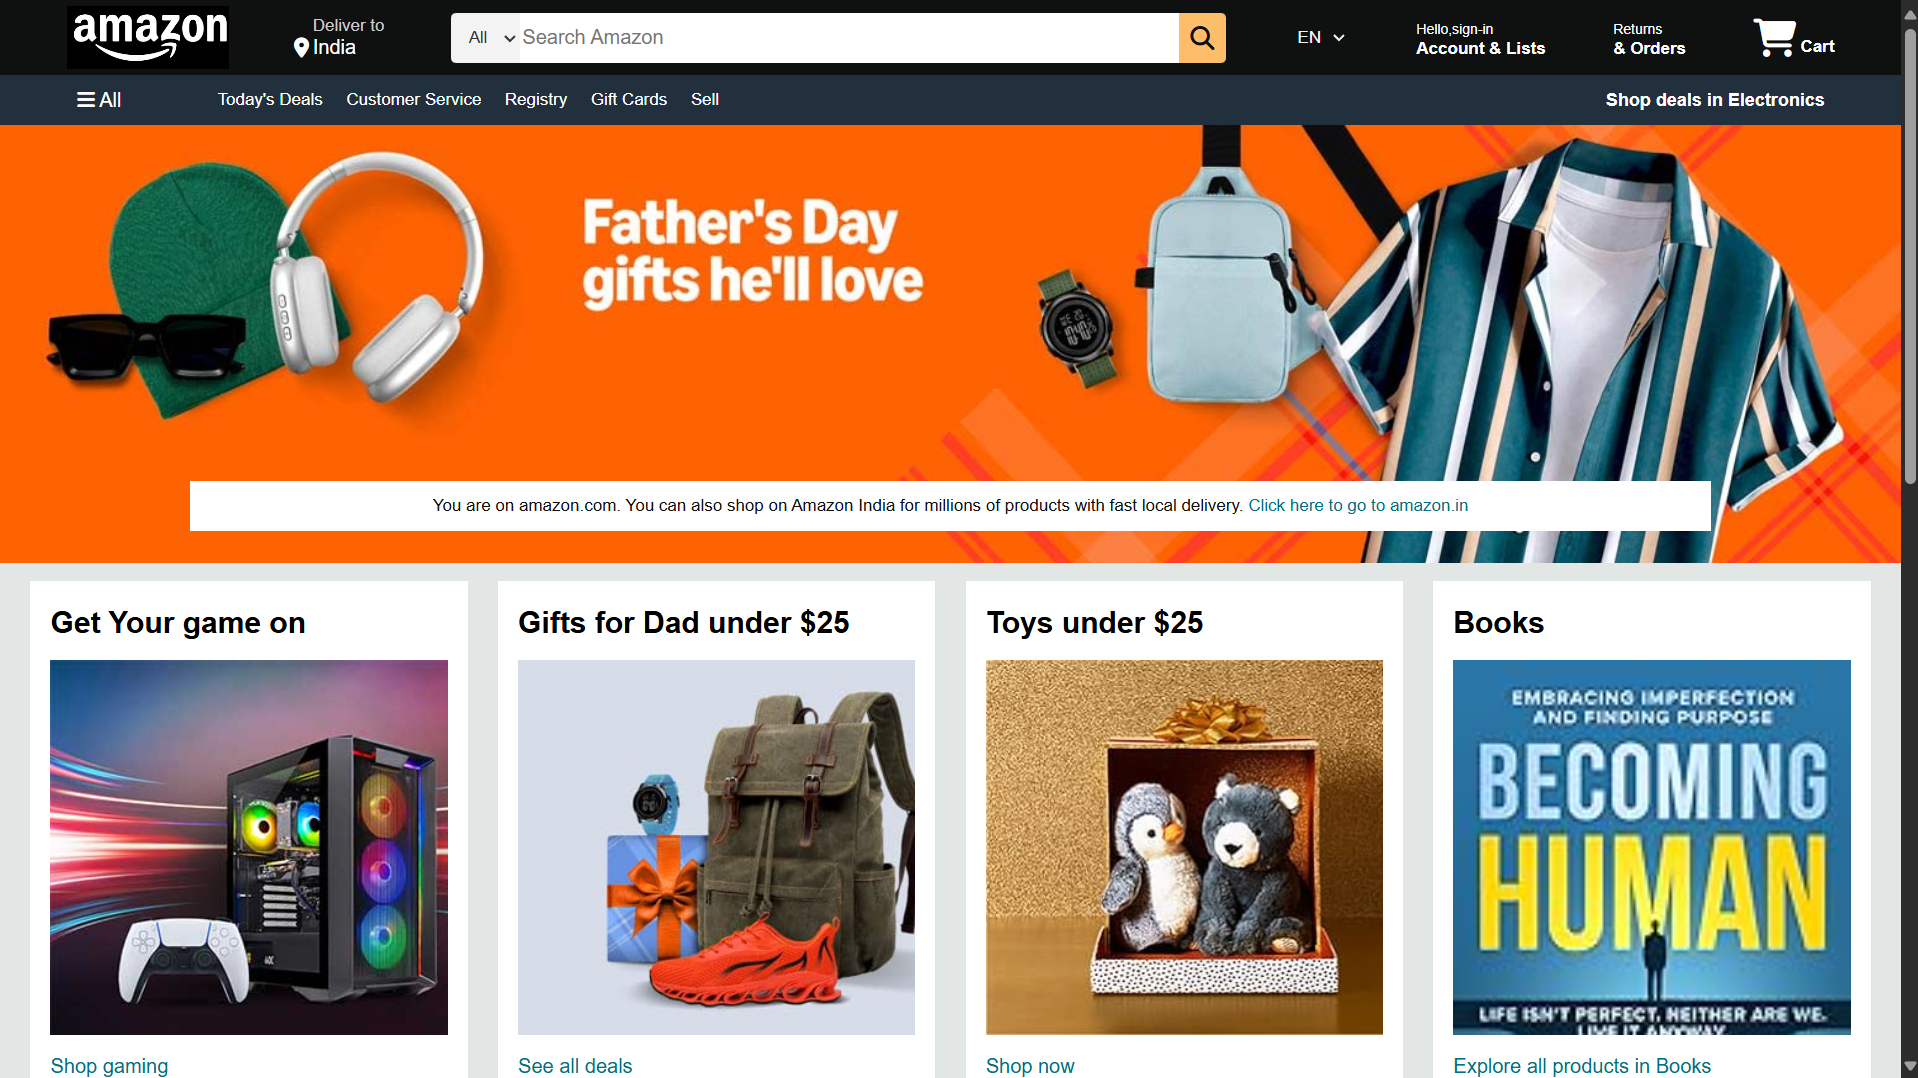 amazon
Deliver to
India
All
Search Amazon
EN
Hello,sign-in
Account & Lists
Returns
& Orders
Cart
All
Today's Deals
Customer Service
Registry
Gift Cards
Sell
Shop deals in Electronics
Father's Day
gifts he'll love
You are on amazon.com. You can also shop on Amazon India for millions of products with fast local delivery. Click here to go to amazon.in
Get Your game on
Gifts for Dad under $25
Toys under $25
Books
EMBRACING IMPERFECTION
AND FINDING PURPOSE
BECOMING
HUMAN
LIFE ISN'T PERFECT, NEITHER ARE WE.
LIVE IT ANYWAY
Shop gaming
See all deals
Shop now
Explore all products in Books